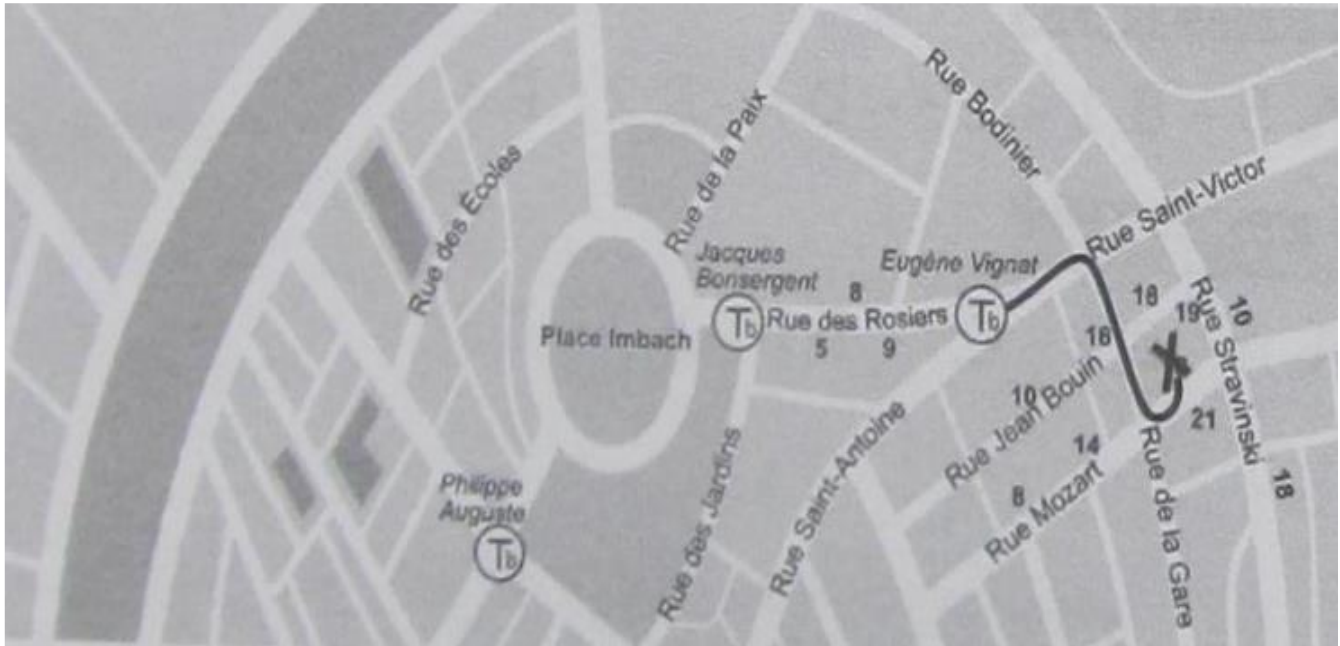 Rue Bodinier
Rue de la Paix
Rue des Écoles
Rue Saint-Victor
Jacques
Bonsergent
Eugène Vignat
Tb
Rue des Rosiers
Tb
8
5
9
Place Imbach
18
19
10
Rue Stravinski
18
10
Rue Jean Bouin
21
14
8
Rue Mozart
Rue de la Gare
18
Rue Saint-Antoine
Rue des Jardins
Philippe
Auguste
Tb